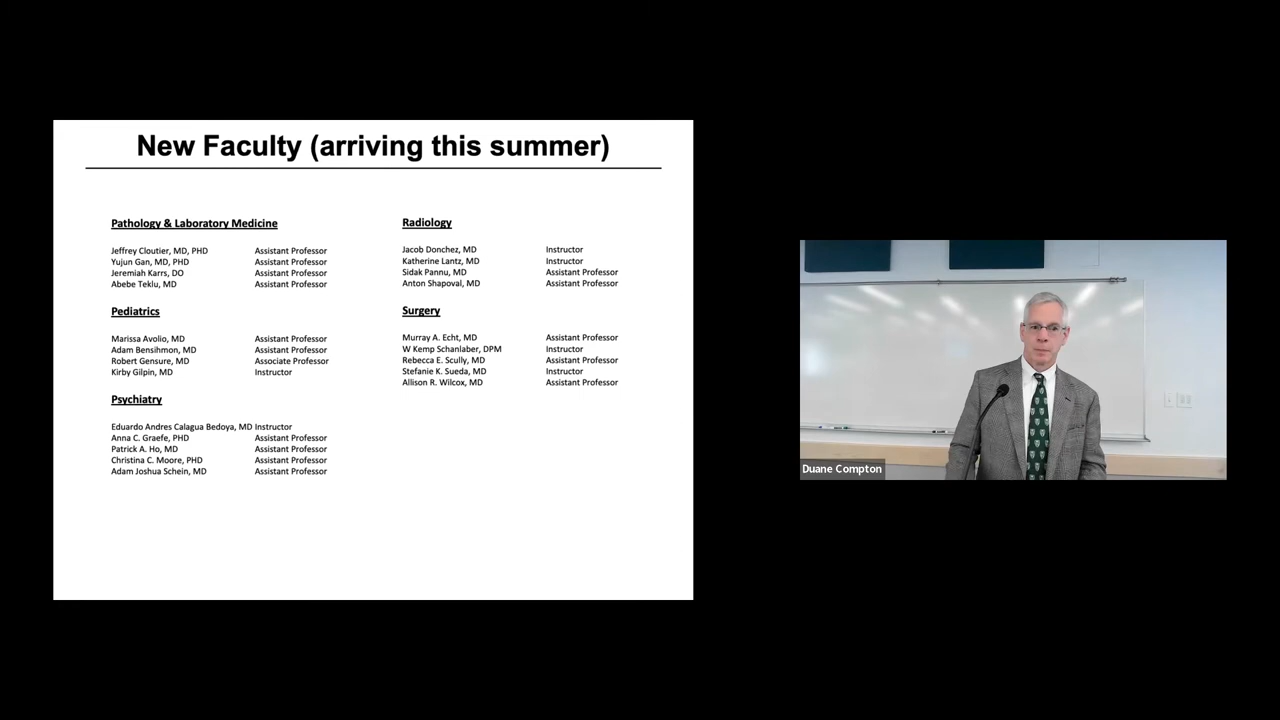 New Faculty (arriving this summer)
Pathology & Laboratory Medicine
Jeffrey Cloutier, MD, PHD Assistant Professor
Yujun Gan, MD, PHD Assistant Professor
Jeremiah Karrs, DO Assistant Professor
Abebe Teklu, MD Assistant Professor
Pediatrics
Marissa Avolio, MD Assistant Professor
Adam Bensihmon, MD Assistant Professor
Robert Gensure, MD Associate Professor
Kirby Gilpin, MD Instructor
Psychiatry
Eduardo Andres Calagua Bedoya, MD Instructor
Anna C. Graefe, PHD Assistant Professor
Patrick A. Ho, MD Assistant Professor
Christina C. Moore, PHD Assistant Professor
Adam Joshua Schein, MD Assistant Professor
Radiology
Jacob Donchez, MD Instructor
Katherine Lantz, MD Instructor
Sidak Pannu, MD Assistant Professor
Anton Shapoval, MD Assistant Professor
Surgery
Murray A. Echt, MD Assistant Professor
W Kemp Schanlaber, DPM Instructor
Rebecca E. Scully, MD Assistant Professor
Stefanie K. Sueda, MD Instructor
Allison R. Wilcox, MD Assistant Professor
Duane Compton